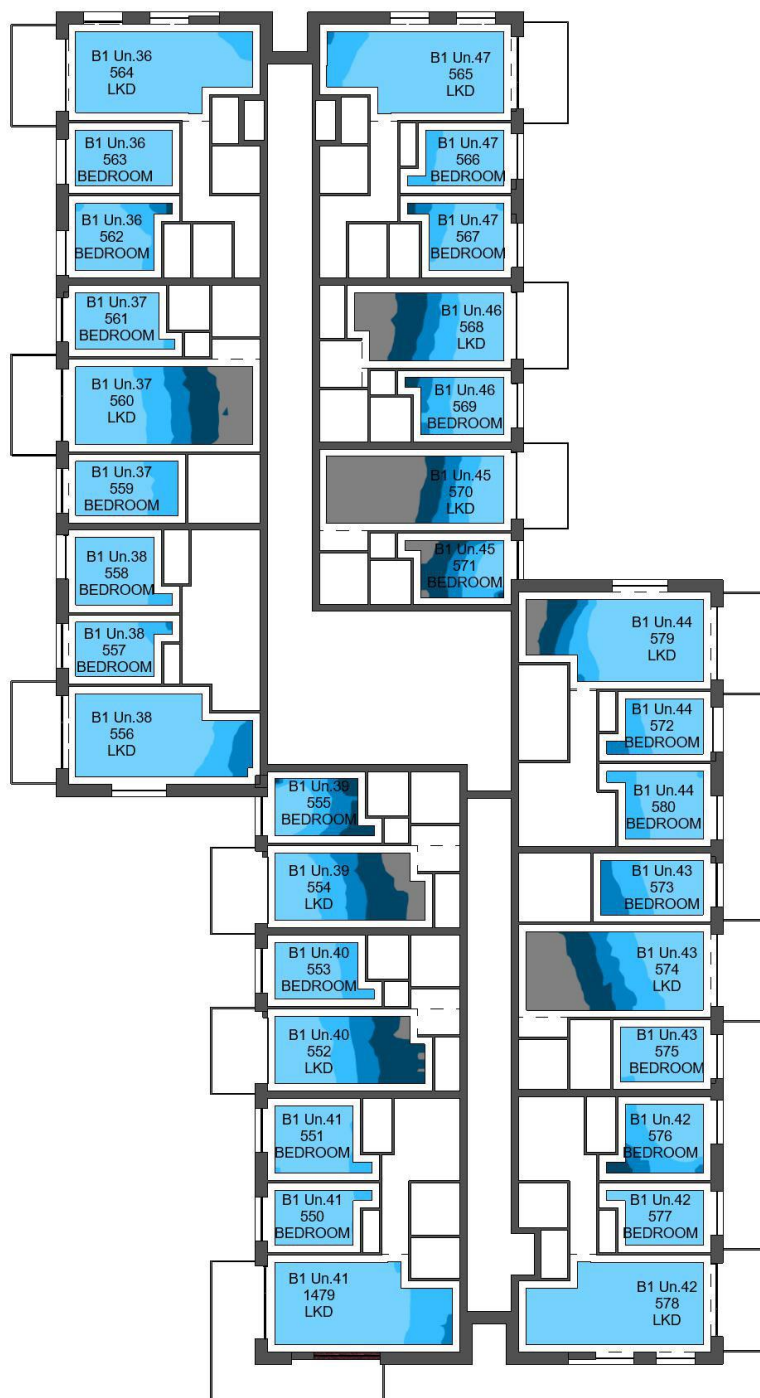 B1 Un.36
564
LKD
B1 Un.47
565
LKD
B1 Un.36
563
BEDROOM
B1 Un.47
566
BEDROOM
B1 Un.36
562
BEDROOM
B1 Un.47
567
BEDROOM
B1 Un.37
561
BEDROOM
B1 Un.46
568
LKD
B1 Un.37
560
LKD
B1 Un.46
569
BEDROOM
B1 Un.37
559
BEDROOM
B1 Un.45
570
LKD
B1 Un.38
558
BEDROOM
B1 Un.45
571
BEDROOM
B1 Un.38
557
BEDROOM
B1 Un.44
579
LKD
B1 Un.38
556
LKD
B1 Un.44
572
BEDROOM
B1 Un.39
555
BEDROOM
B1 Un.44
580
BEDROOM
B1 Un.39
554
LKD
B1 Un.43
573
BEDROOM
B1 Un.40
553
BEDROOM
B1 Un.43
574
LKD
B1 Un.40
552
LKD
B1 Un.43
575
BEDROOM
B1 Un.41
551
BEDROOM
B1 Un.42
576
BEDROOM
B1 Un.41
550
BEDROOM
B1 Un.42
577
BEDROOM
B1 Un.41
1479
LKD
B1 Un.42
578
LKD